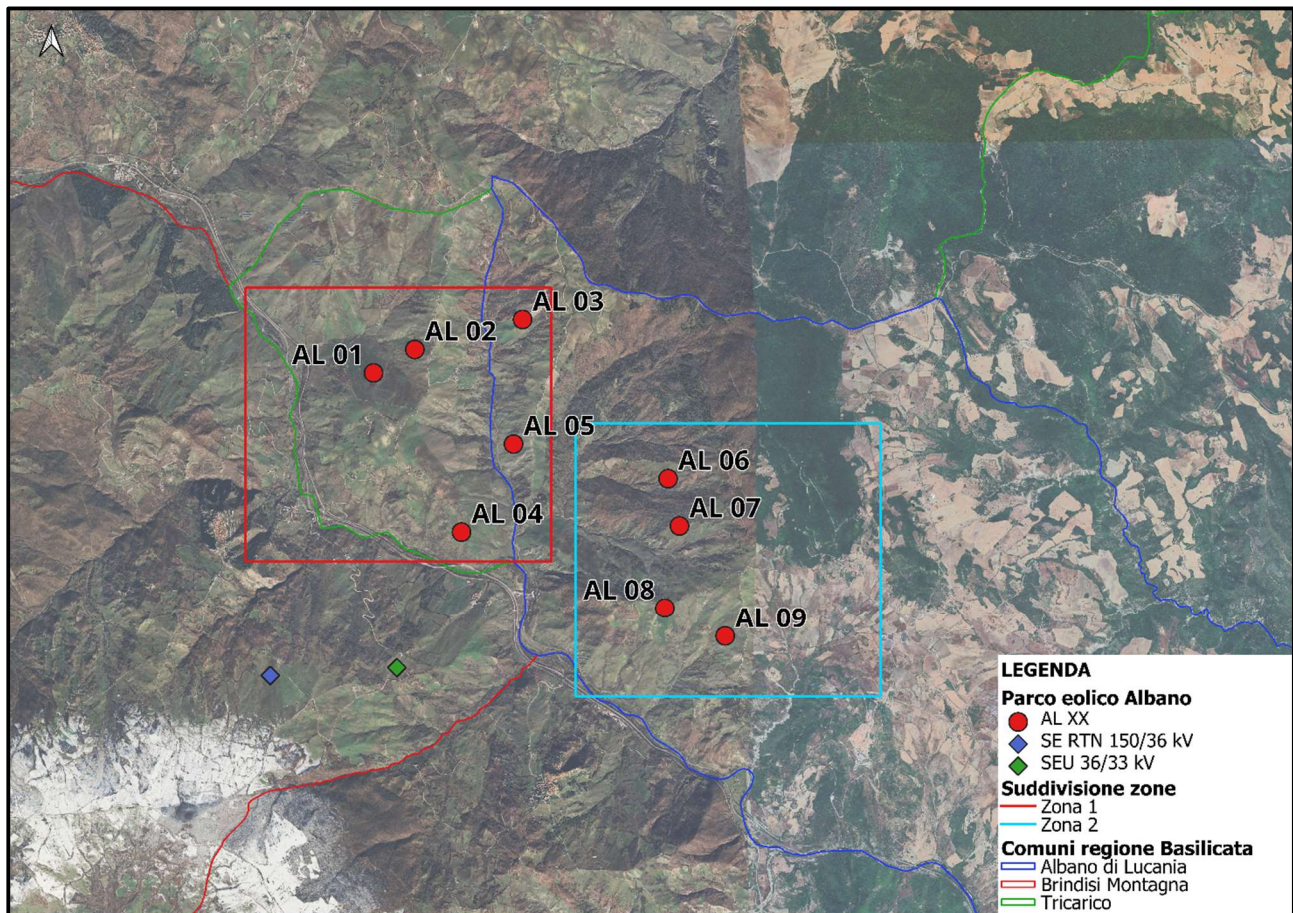 AL 03
AL 02
AL 01
AL 05
AL 06
AL 04
AL 07
AL 08
AL 09
LEGENDA
Parco eolico Albano
AL XX
SE RTN 150/36 kV
SEU 36/33 kV
Suddivisione zone
Zona 1
Zona 2
Comuni regione Basilicata
Albano di Lucania
Brindisi Montagna
Tricarico